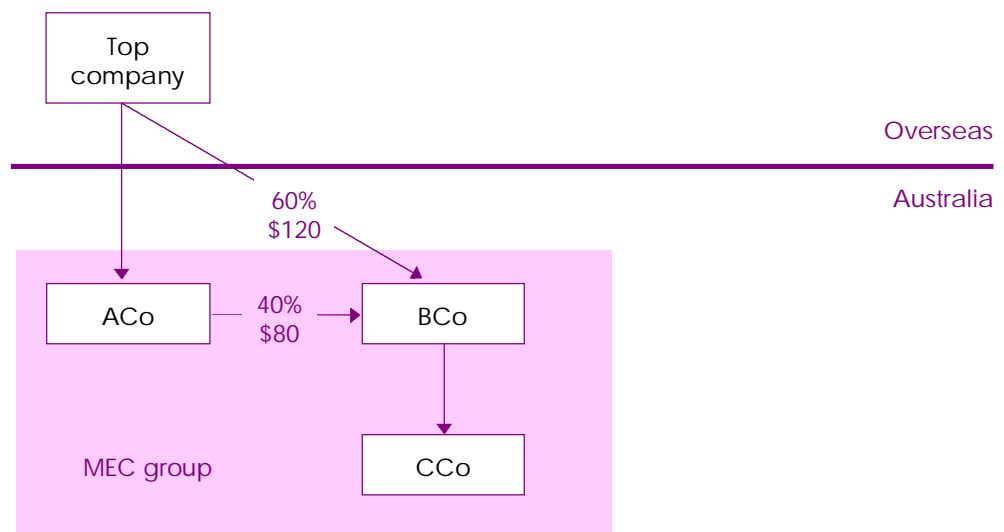 Top
company
Overseas
Australia
60%
$120
ACo
40%
$80
BCo
MEC group
CCo